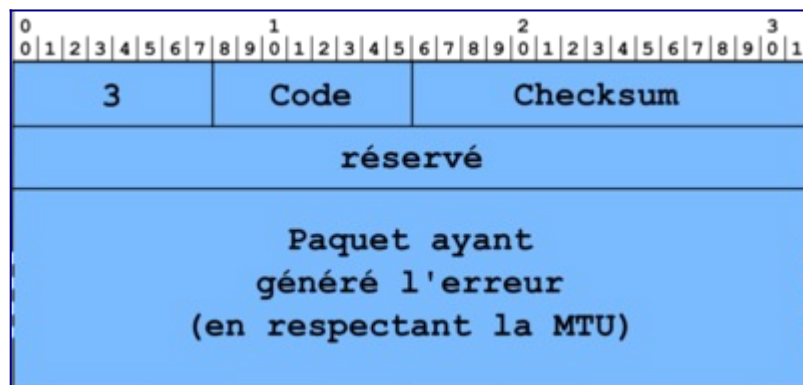 0 1 2 3
0 1 2 3 4 5 6 7 8 9 0 1 2 3 4 5 6 7 8 9 0 1 2 3 4 5 6 7 8 9 0 1
3 Code Checksum
réservé
Paquet ayant
généré l'erreur
(en respectant la MTU)